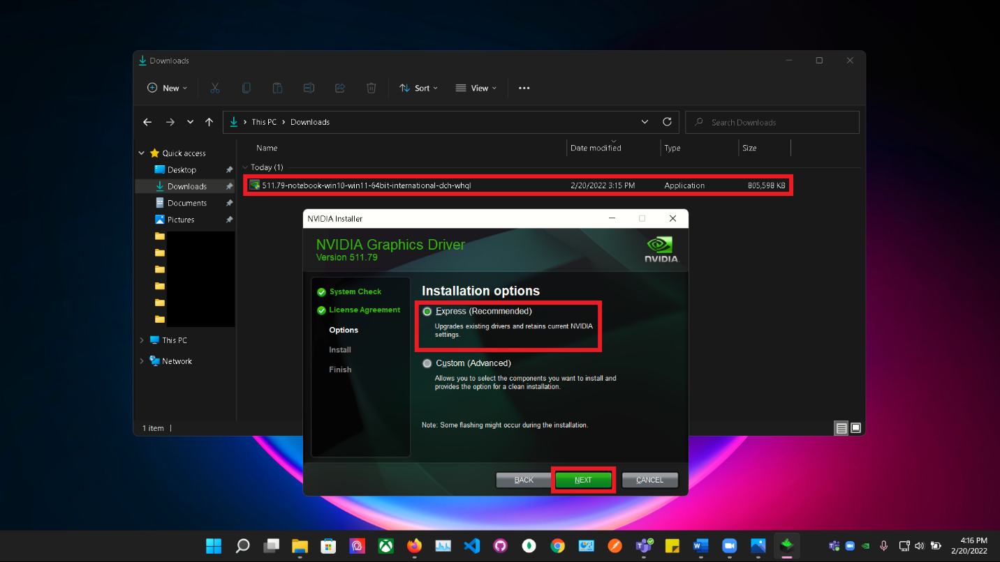 Downloads
New
Sort
View
This PC
Downloads
Search Downloads
Name
Date modified
Type
Size
Quick access
Desktop
Downloads
Documents
Pictures
This PC
Network
Today (1)
511.79-notebook-win10-win11-64bit-international-dch-whql
2/20/2022 3:15 PM
Application
805,598 KB
NVIDIA Installer
NVIDIA Graphics Driver
Version 511.79
NVIDIA.
System Check
License Agreement
Options
Install
Finish
Installation options
Express (Recommended)
Upgrades existing drivers and retains current NVIDIA
settings.
Custom (Advanced)
Allows you to select the components you want to install and
provides the option for a clean installation.
Note: Some flashing might occur during the installation.
BACK
NEXT
CANCEL
1 item
4:16 PM
2/20/2022